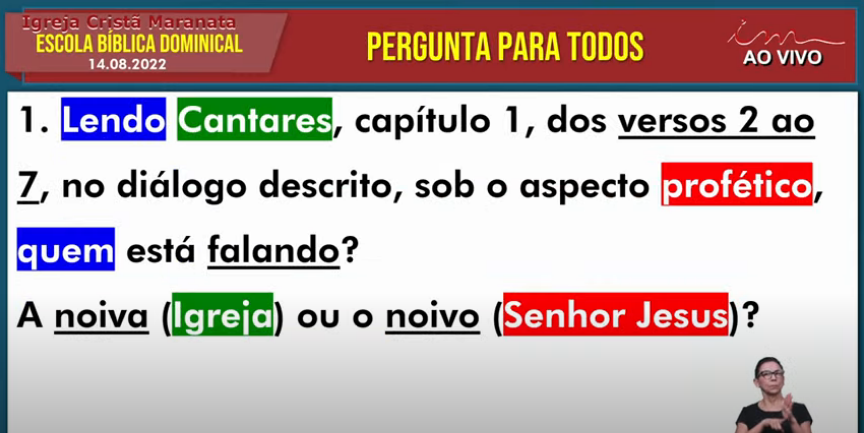 Igreja Cristã Maranata
ESCOLA BÍBLICA DOMINICAL
14.08.2022
PERGUNTA PARA TODOS
AO VIVO
1. Lendo Cantares, capítulo 1, dos versos 2 ao
7, no diálogo descrito, sob o aspecto profético,
quem está falando?
A noiva (Igreja) ou o noivo (Senhor Jesus)?